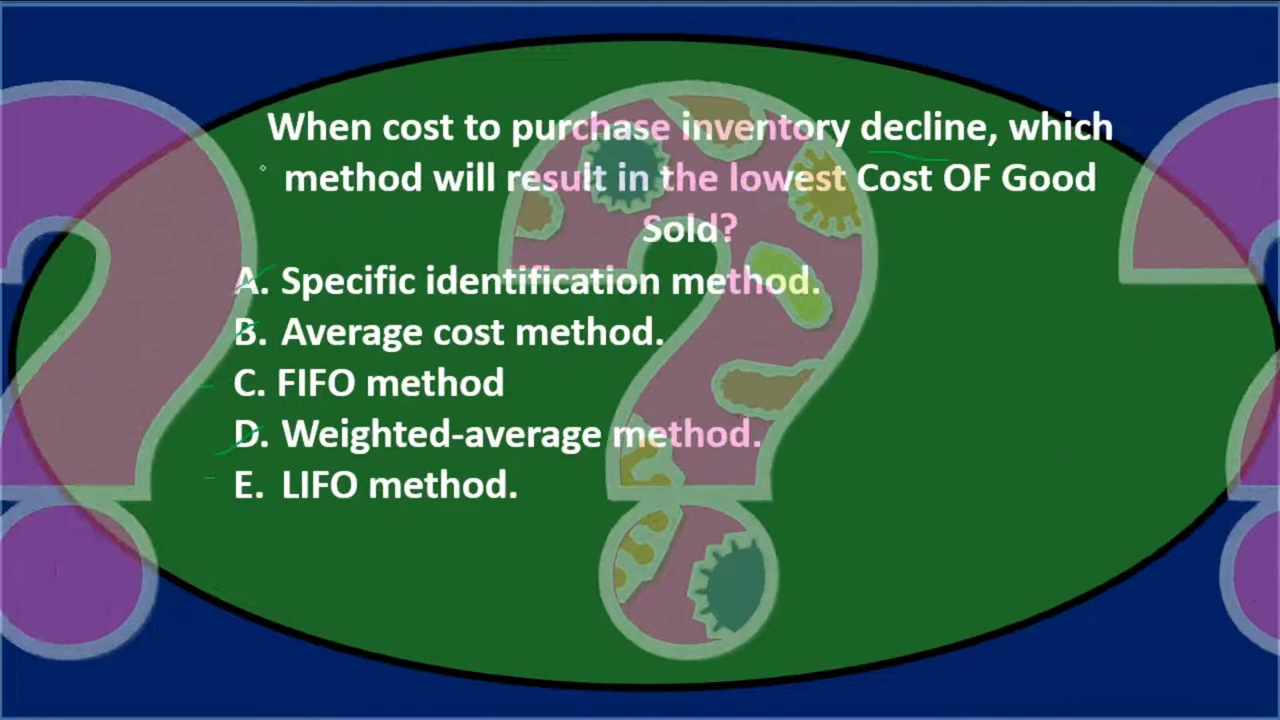 When cost to purchase inventory decline, which
method will result in the lowest Cost OF Good
Sold?
A. Specific identification method.
B. Average cost method.
C. FIFO method
D. Weighted-average method.
E. LIFO method.